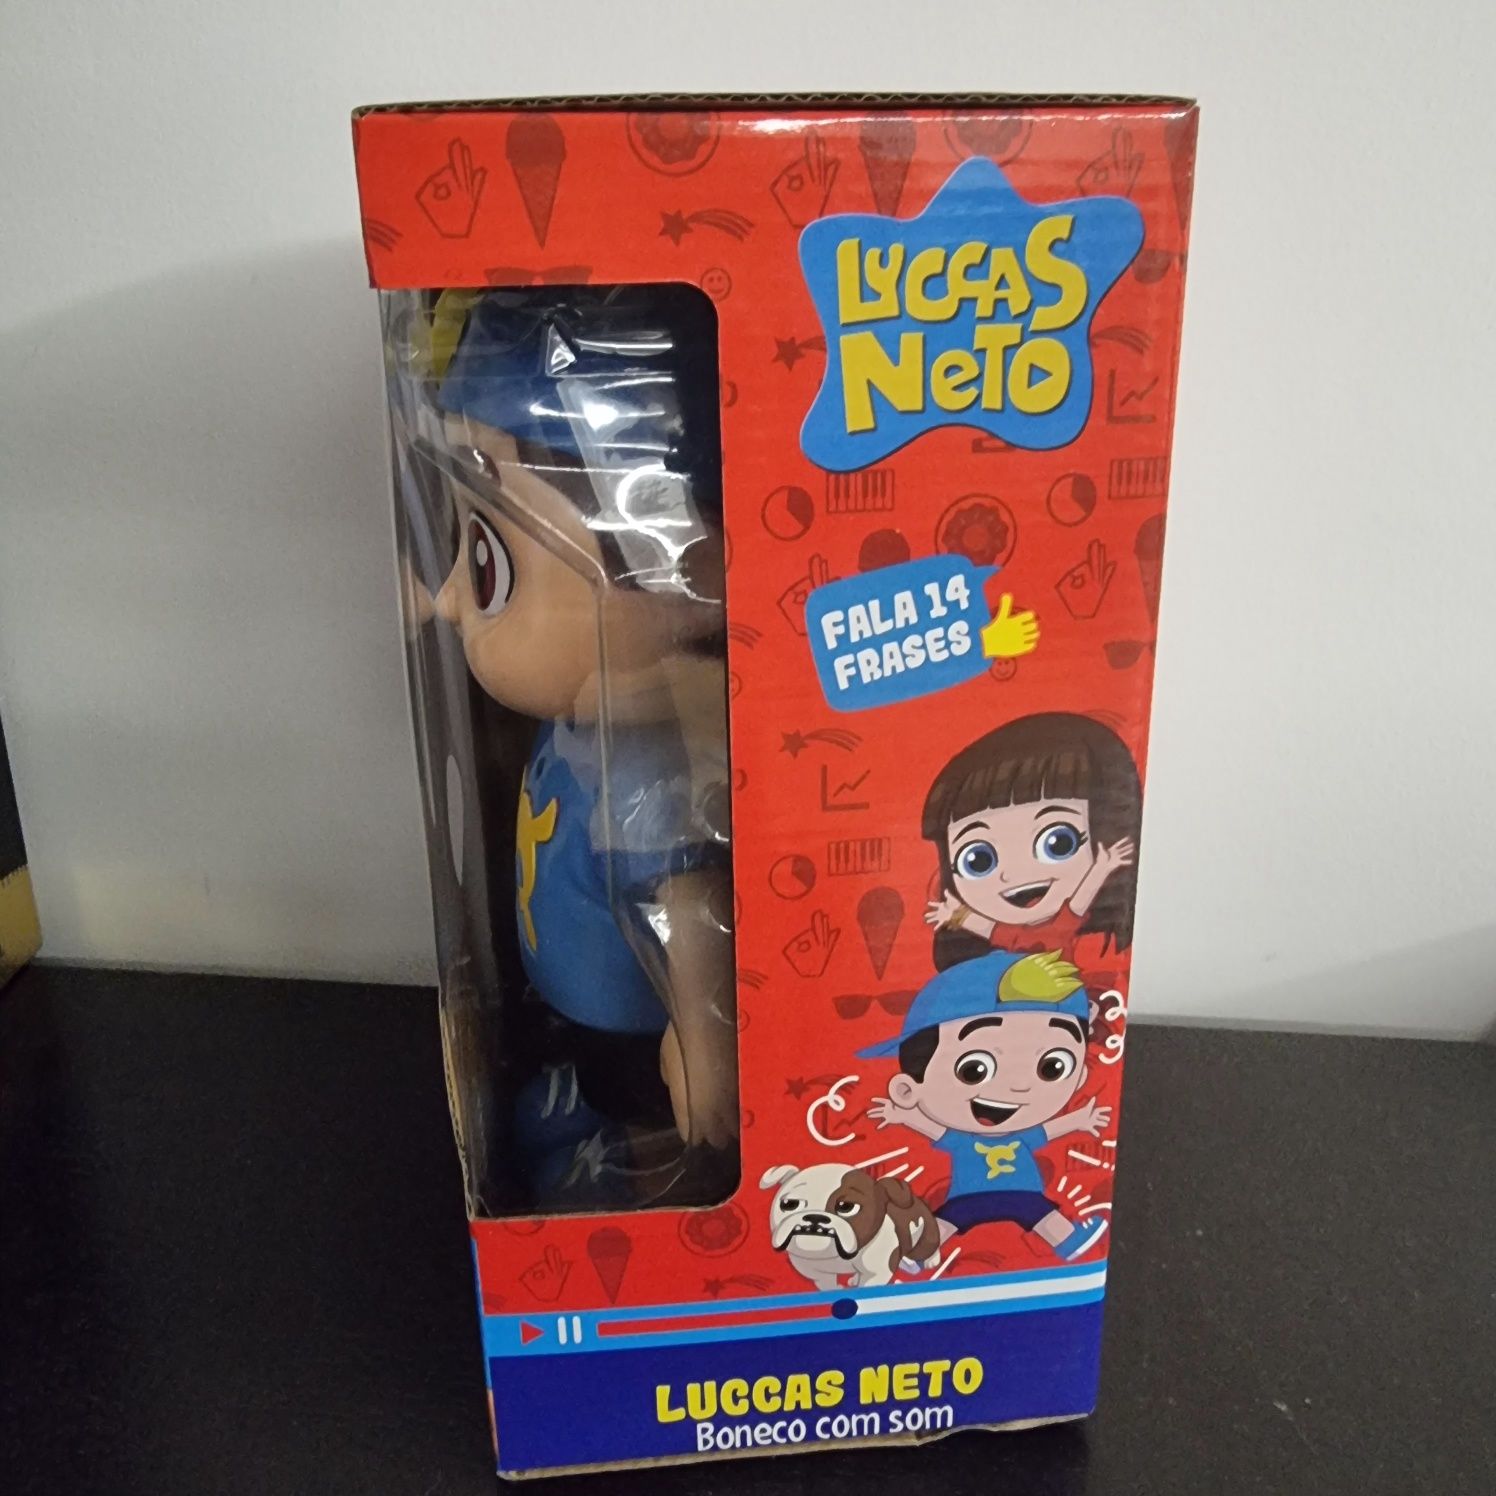 LUCCAS
NeTo
FALA 14
FRASES
LUCCAS NETO
Boneco com som